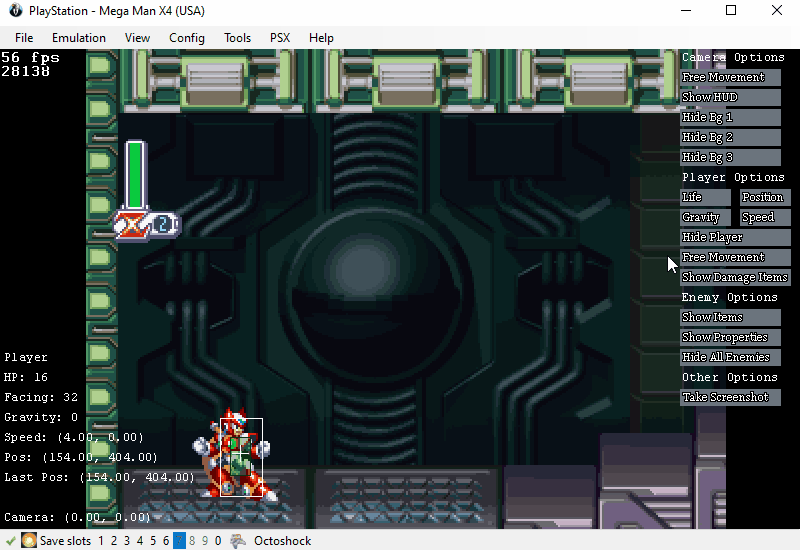 PlayStation - Mega Man X4 (USA)
File Emulation View Config Tools PSX Help
56 fps
28138
Camera Options
Free Movement
Show HUD
Hide Bg 1
Hide Bg 2
Hide Bg 3
Player Options
Life Position
Gravity Speed
Hide Player
Free Movement
Show Damage Items
Enemy Options
Show Items
Show Properties
Hide All Enemies
Other Options
Take Screenshot
X 2
Player
HP: 16
Facing: 32
Gravity: 0
Speed: (4.00, 0.00)
Pos: (154.00, 404.00)
Last Pos: (154.00, 404.00)
Camera: (0.00, 0.00)
Save slots 1 2 3 4 5 6 7 8 9 0 Octoshock